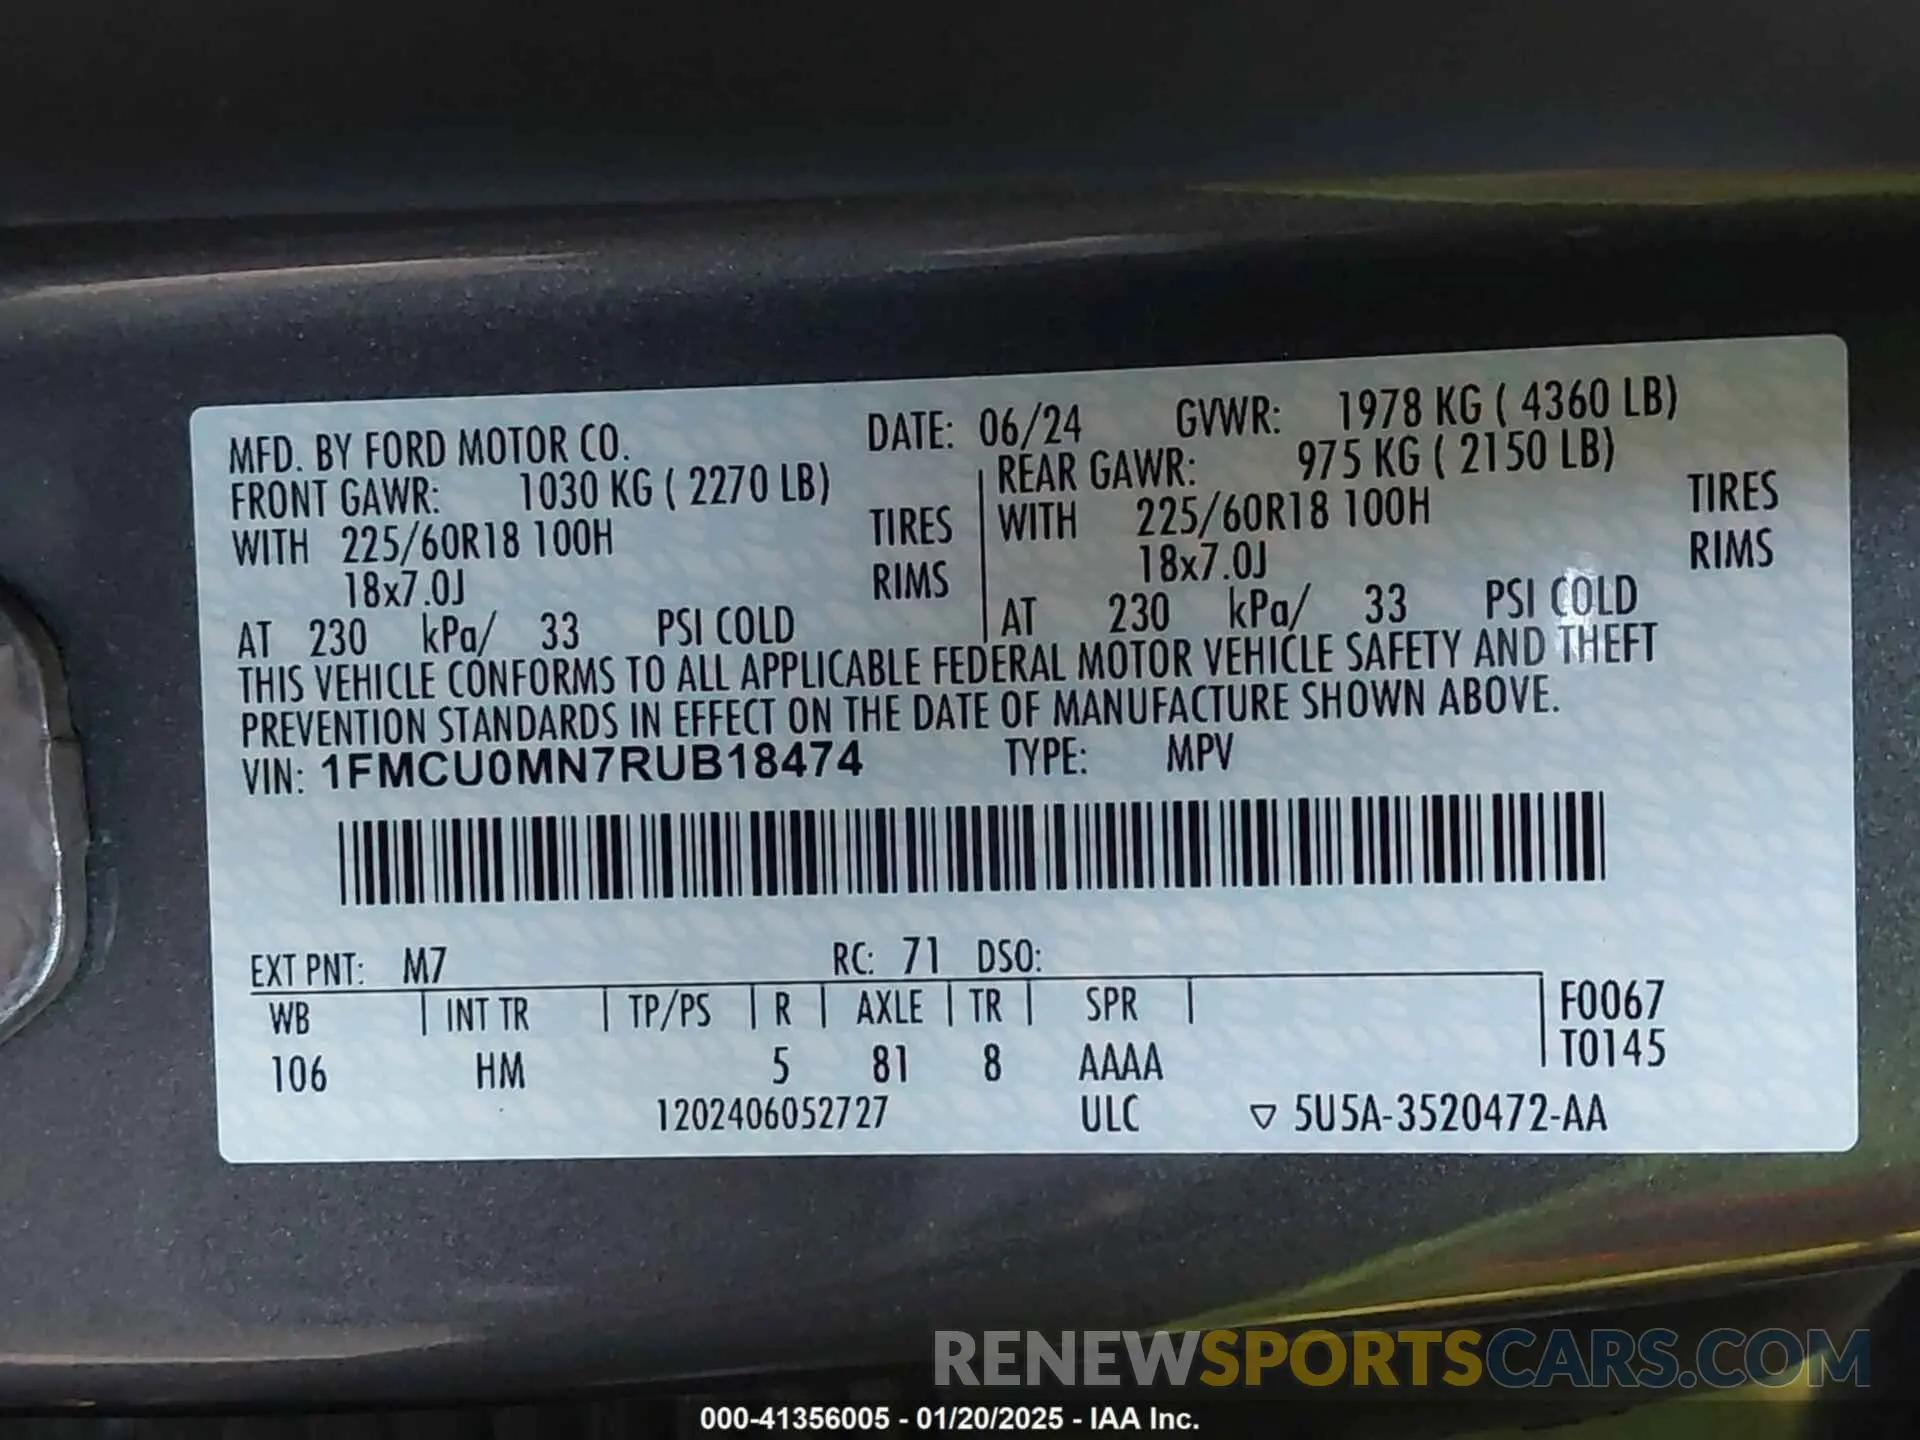 MFD. BY FORD MOTOR CO. DATE: 06/24 GVWR: 1978 KG ( 4360 LB)
FRONT GAWR: 1030 KG ( 2270 LB) REAR GAWR: 975 KG ( 2150 LB)
WITH 225/60R18 100H TIRES WITH 225/60R18 100H TIRES
18x7.0J RIMS 18x7.0J RIMS
AT 230 kPa/ 33 PSI COLD AT 230 kPa/ 33 PSI COLD
THIS VEHICLE CONFORMS TO ALL APPLICABLE FEDERAL MOTOR VEHICLE SAFETY AND THEFT
PREVENTION STANDARDS IN EFFECT ON THE DATE OF MANUFACTURE SHOWN ABOVE.
VIN: 1FMCU0MN7RUB18474 TYPE: MPV
EXT PNT: M7 RC: 71 DSO:
WB INT TR TP/PS R AXLE TR SPR F0067
T0145
106 HM 5 81 8 AAAA
1202406052727 ULC ▽ 5U5A-3520472-AA
RENEWSPORTSCARS.COM
000-41356005 - 01/20/2025 - IAA Inc.